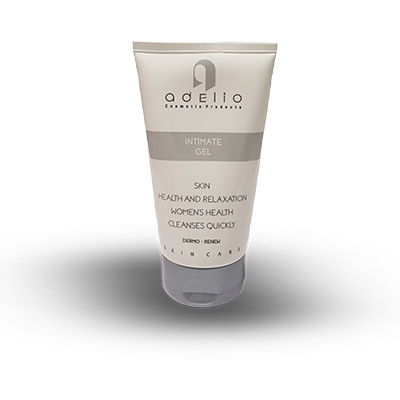 adelio
Cosmetic Products
INTIMATE
GEL
SKIN
HEALTH AND RELAXATION
WOMEN'S HEALTH
CLEANSES QUICKLY
DERMO - RENEW
SKIN CARE